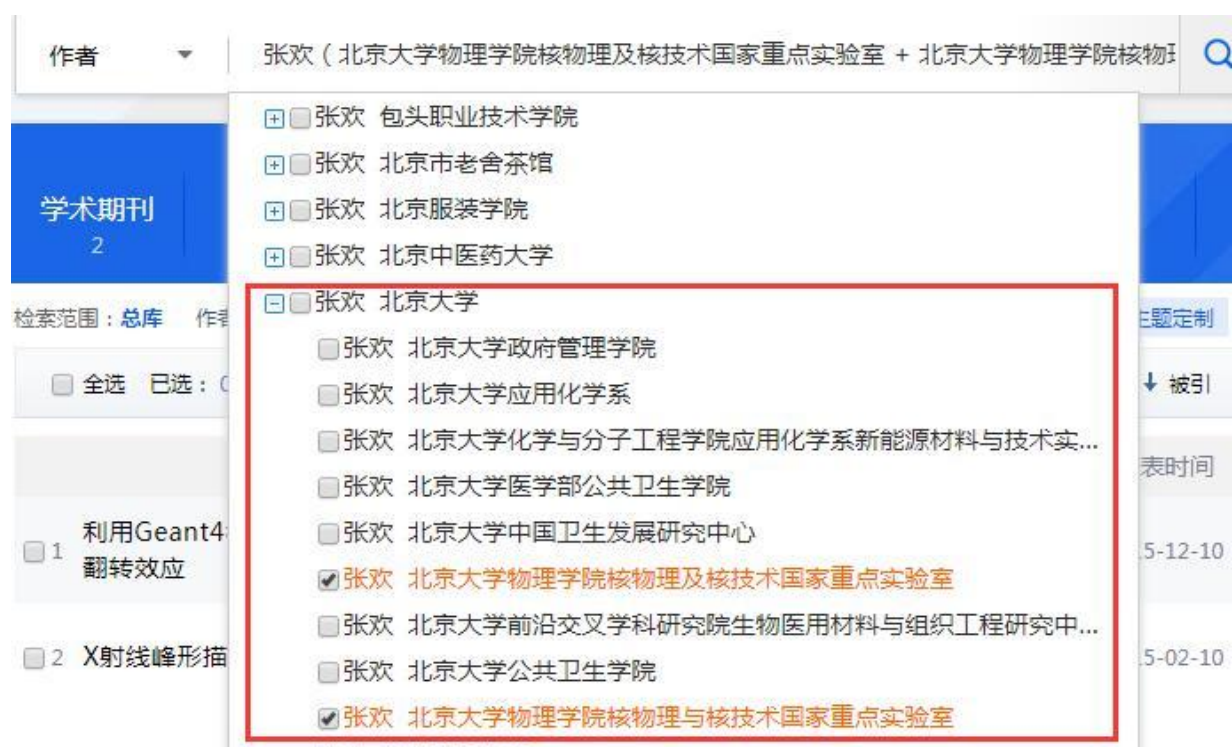 作者 张欢（北京大学物理学院核物理及核技术国家重点实验室 + 北京大学物理学院核物
张欢 包头职业技术学院
张欢 北京市老舍茶馆
张欢 北京服装学院
张欢 北京中医药大学
张欢 北京大学
张欢 北京大学政府管理学院
张欢 北京大学应用化学系
张欢 北京大学化学与分子工程学院应用化学系新能源材料与技术实...
张欢 北京大学医学部公共卫生学院
张欢 北京大学中国卫生发展研究中心
张欢 北京大学物理学院核物理及核技术国家重点实验室
张欢 北京大学前沿交叉学科研究院生物医用材料与组织工程研究中...
张欢 北京大学公共卫生学院
张欢 北京大学物理学院核物理与核技术国家重点实验室
学术期刊
2
检索范围：总库 作者
主题定制
全选 已选：
↓ 被引
表时间
1 利用Geant4
翻转效应
5-12-10
2 X射线峰形描
5-02-10